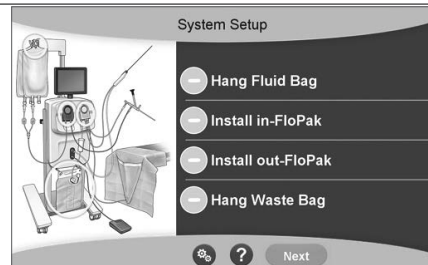 System Setup
Hang Fluid Bag
Install in-FloPak
Install out-FloPak
Hang Waste Bag
? Next